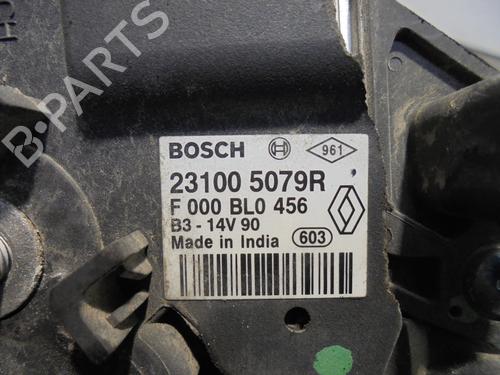 BOSCH 961
23100 5079R
F 000 BL0 456
B3 - 14V 90
Made in India 603
B-PARTS